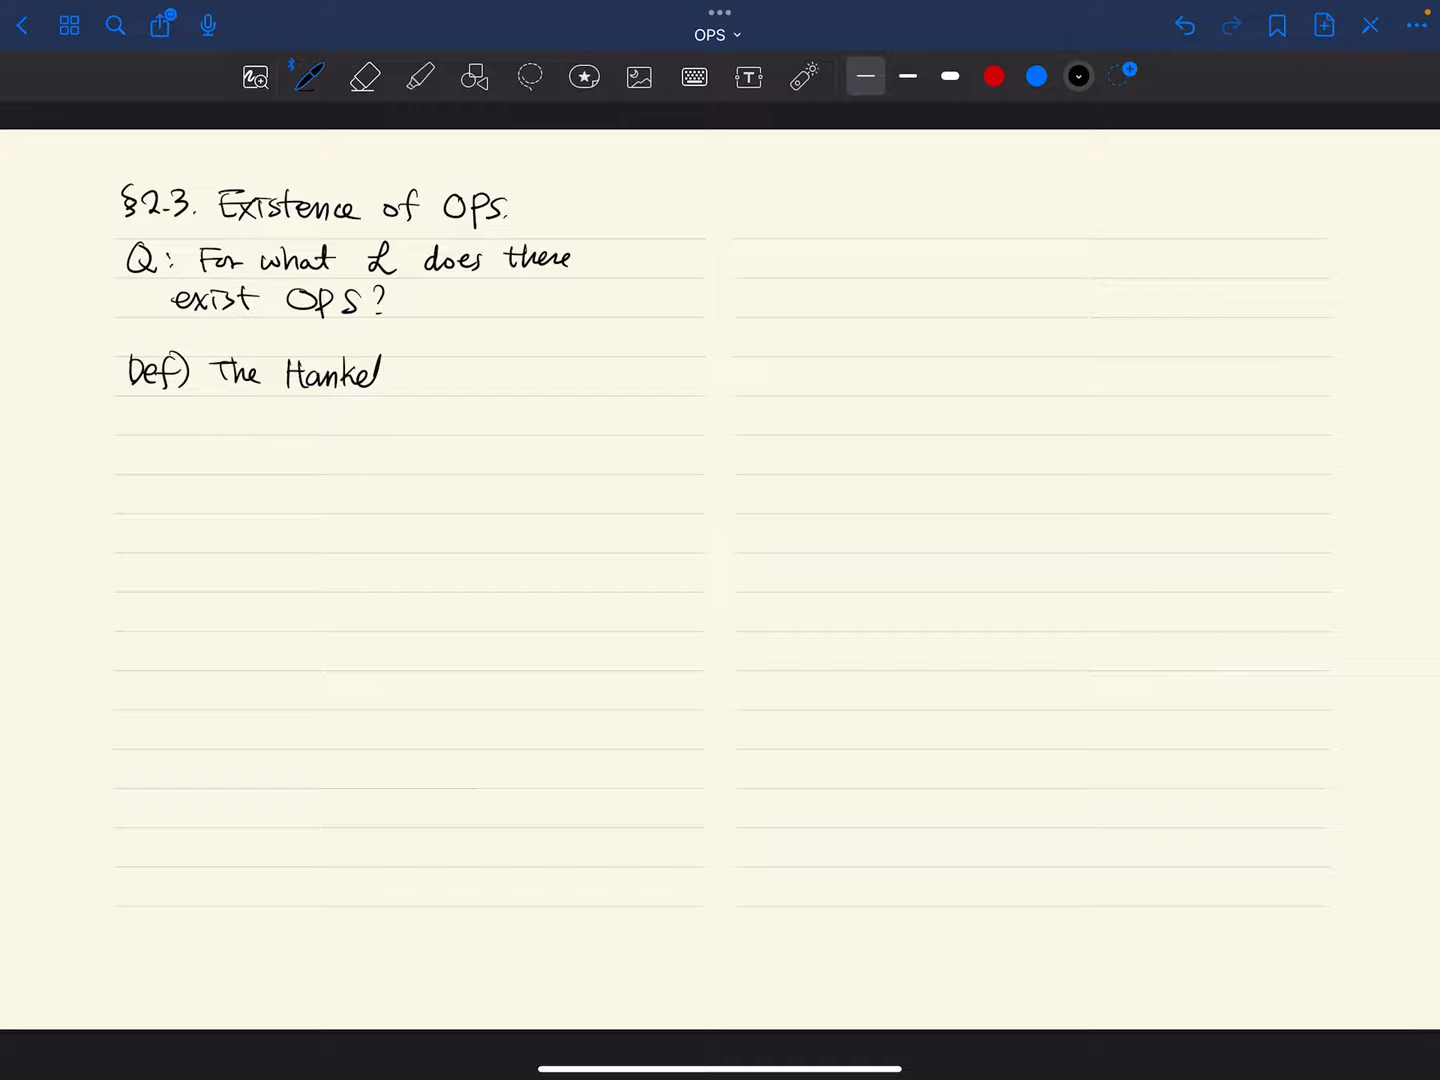 OPS
T
§2.3. Existence of OPS.
Q: For what L does there
exist OPS?
Def) The Hankel